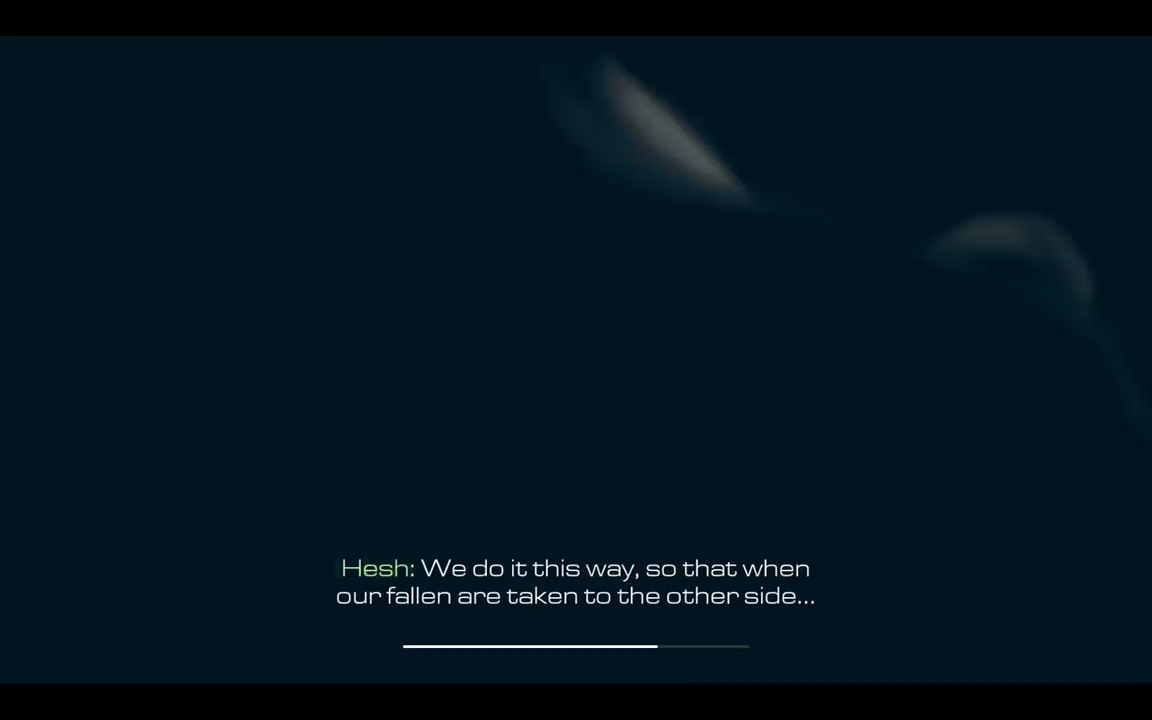 Hesh: We do it this way, so that when
our fallen are taken to the other side...